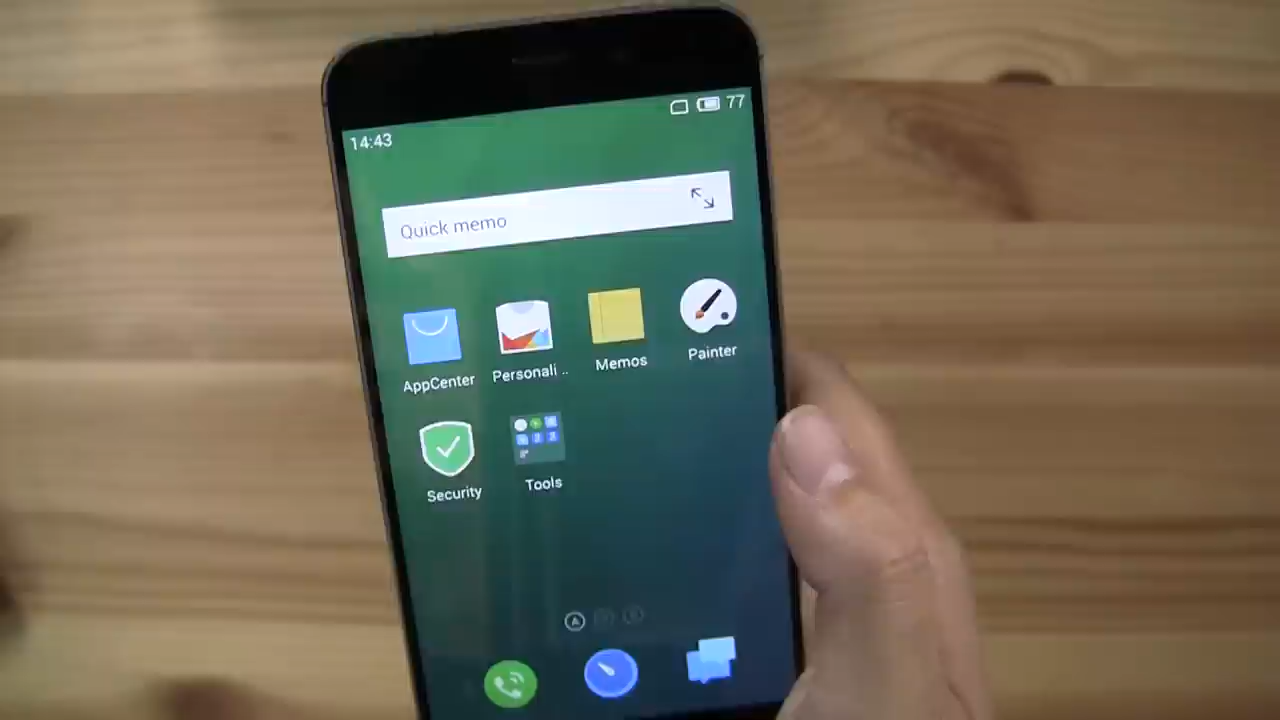 14:43
77
Quick memo
AppCenter
Personali ..
Memos
Painter
Security
Tools
A